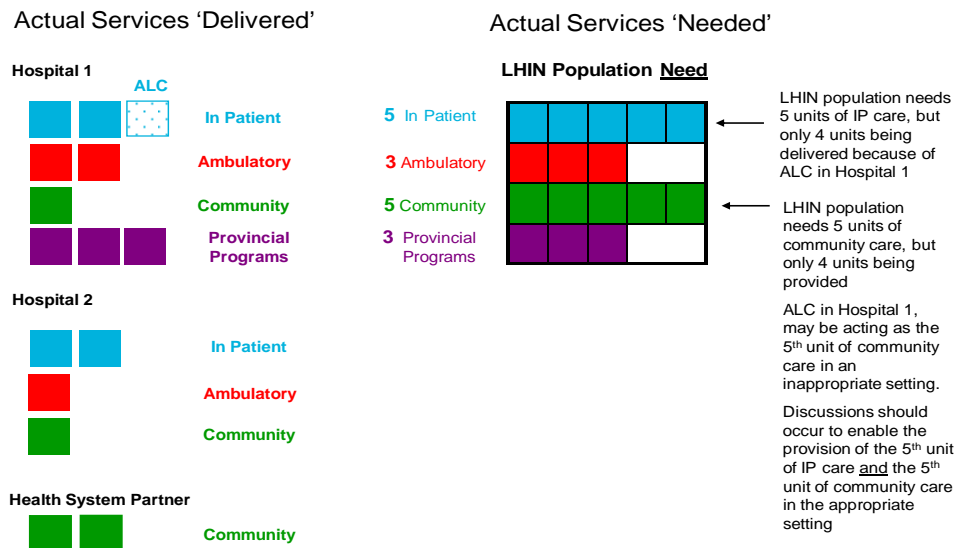 Actual Services ‘Delivered’
Hospital 1
ALC
In Patient
Ambulatory
Community
Provincial
Programs
Hospital 2
In Patient
Ambulatory
Community
Health System Partner
Community
Actual Services ‘Needed’
LHIN Population Need
5 In Patient
3 Ambulatory
5 Community
3 Provincial
Programs
LHIN population needs
5 units of IP care, but
only 4 units being
delivered because of
ALC in Hospital 1
LHIN population
needs 5 units of
community care, but
only 4 units being
provided
ALC in Hospital 1,
may be acting as the
5th unit of community
care in an
inappropriate setting.
Discussions should
occur to enable the
provision of the 5th unit
of IP care and the 5th
unit of community care
in the appropriate
setting